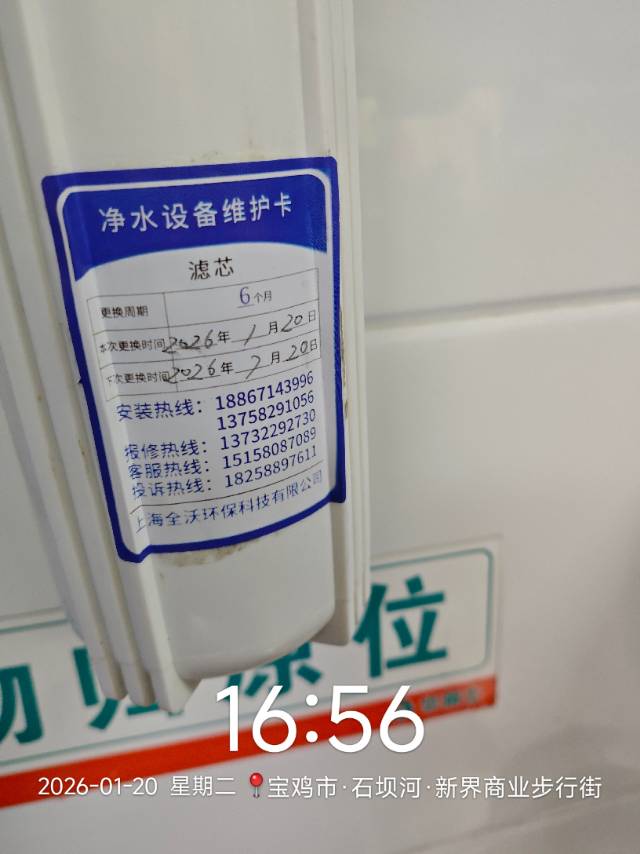 净水设备维护卡
滤芯
更换周期 6个月
本次更换时间 2026年1月20日
下次更换时间 2026年7月20日
安装热线：18867143996
13758291056
报修热线：13732292730
客服热线：15158087089
投诉热线：18258897611
上海全沃环保科技有限公司
物归原位
16:56
2026-01-20 星期二 宝鸡市·石坝河·新界商业步行街